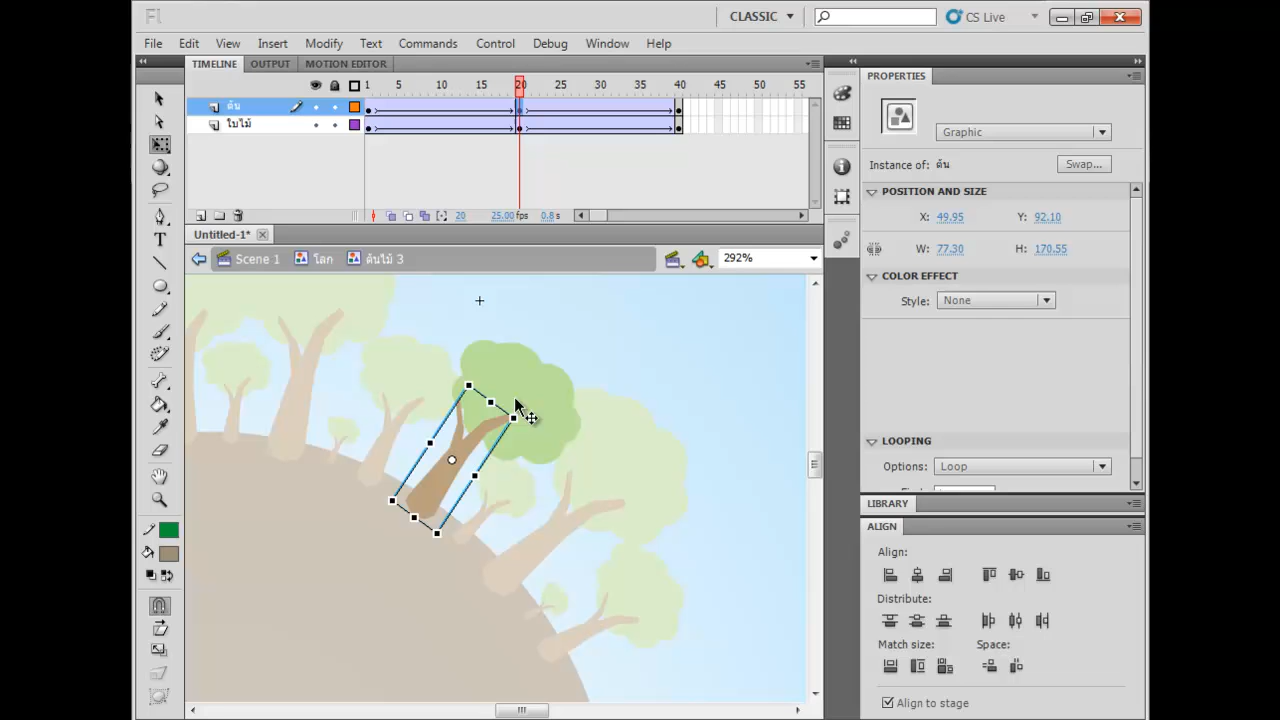 Fl
CLASSIC
CS Live
File Edit View Insert Modify Text Commands Control Debug Window Help
TIMELINE OUTPUT MOTION EDITOR
1 5 10 15 20 25 30 35 40 45 50 55
ต้น
ใบไม้
20 25.00 fps 0.8 s
Untitled-1*
Scene 1 โลก ต้นไม้ 3
292%
T
PROPERTIES
Graphic
Instance of: ต้น Swap...
POSITION AND SIZE
X: 49.95 Y: 92.10
W: 77.30 H: 170.55
COLOR EFFECT
Style: None
LOOPING
Options: Loop
LIBRARY
ALIGN
Align:
Distribute:
Match size: Space:
Align to stage